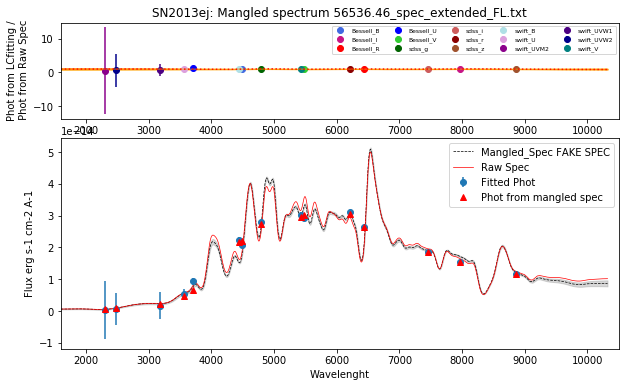 SN2013ej: Mangled spectrum 56536.46_spec_extended_FL.txt
Phot from LCfitting /
Phot from Raw Spec
10
0
−10
Bessell_B
Bessell_I
Bessell_R
Bessell_U
Bessell_V
sdss_g
sdss_i
sdss_r
sdss_z
swift_B
swift_U
swift_UVM2
swift_UVW1
swift_UVW2
swift_V
2000 3000 4000 5000 6000 7000 8000 9000 10000
1e−14
Flux erg s-1 cm-2 A-1
5
4
3
2
1
0
−1
Mangled_Spec FAKE SPEC
Raw Spec
Fitted Phot
Phot from mangled spec
2000 3000 4000 5000 6000 7000 8000 9000 10000
Wavelenght